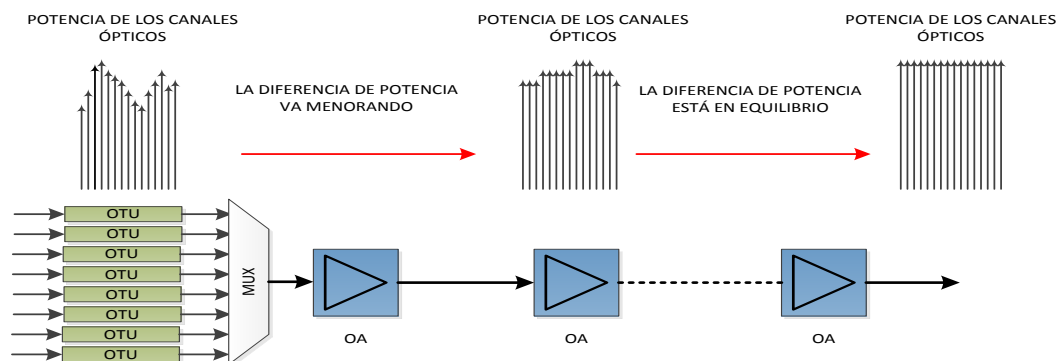 POTENCIA DE LOS CANALES
ÓPTICOS
POTENCIA DE LOS CANALES
ÓPTICOS
POTENCIA DE LOS CANALES
ÓPTICOS
LA DIFERENCIA DE POTENCIA
VA MENORANDO
LA DIFERENCIA DE POTENCIA
ESTÁ EN EQUILIBRIO
OTU
OTU
OTU
OTU
OTU
OTU
OTU
OTU
MUX
OA
OA
OA